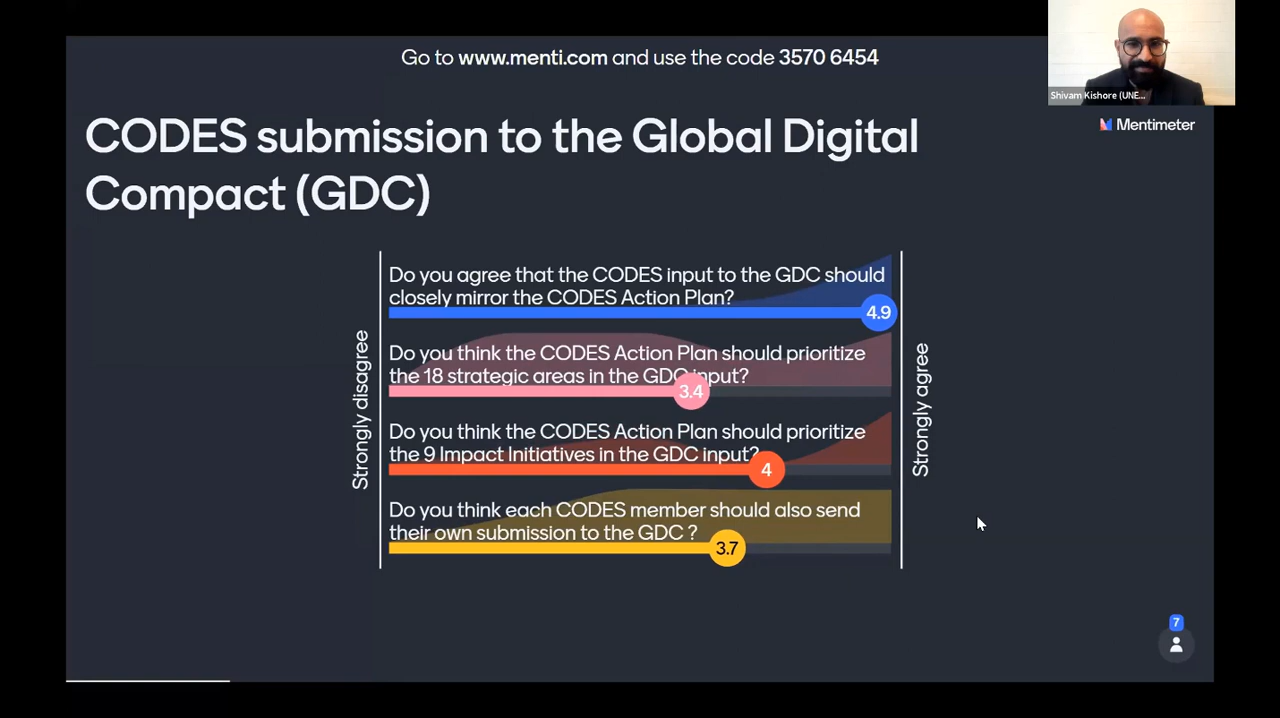 Go to www.menti.com and use the code 3570 6454
Shivam Kishore (UNE...
Mentimeter
CODES submission to the Global Digital
Compact (GDC)
Strongly disagree
Do you agree that the CODES input to the GDC should
closely mirror the CODES Action Plan?
4.9
Do you think the CODES Action Plan should prioritize
the 18 strategic areas in the GDC input?
3.4
Do you think the CODES Action Plan should prioritize
the 9 Impact Initiatives in the GDC input?
4
Do you think each CODES member should also send
their own submission to the GDC ?
3.7
Strongly agree
7